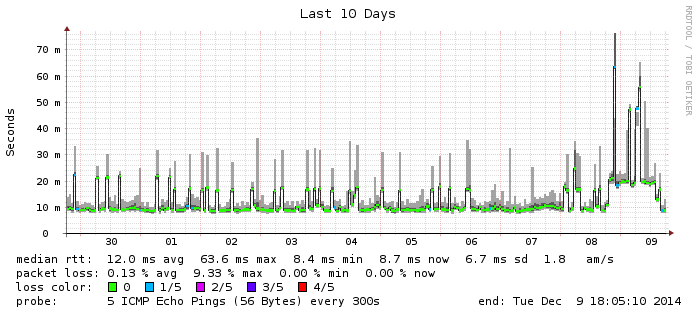 Last 10 Days
RRDTOOL / TOBI OETIKER
Seconds
70 m
60 m
50 m
40 m
30 m
20 m
10 m
0
30 01 02 03 04 05 06 07 08 09
median rtt: 12.0 ms avg 63.6 ms max 8.4 ms min 8.7 ms now 6.7 ms sd 1.8 am/s
packet loss: 0.13 % avg 9.33 % max 0.00 % min 0.00 % now
loss color: 0 1/5 2/5 3/5 4/5
probe: 5 ICMP Echo Pings (56 Bytes) every 300s end: Tue Dec 9 18:05:10 2014